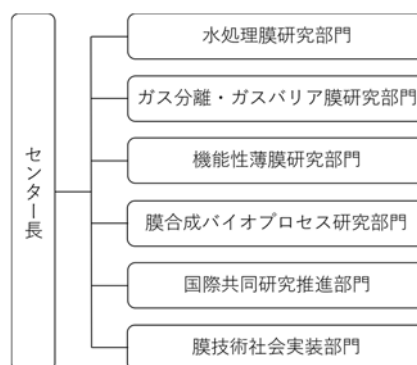 センター長
水処理膜研究部門
ガス分離・ガスバリア膜研究部門
機能性薄膜研究部門
膜合成バイオプロセス研究部門
国際共同研究推進部門
膜技術社会実装部門